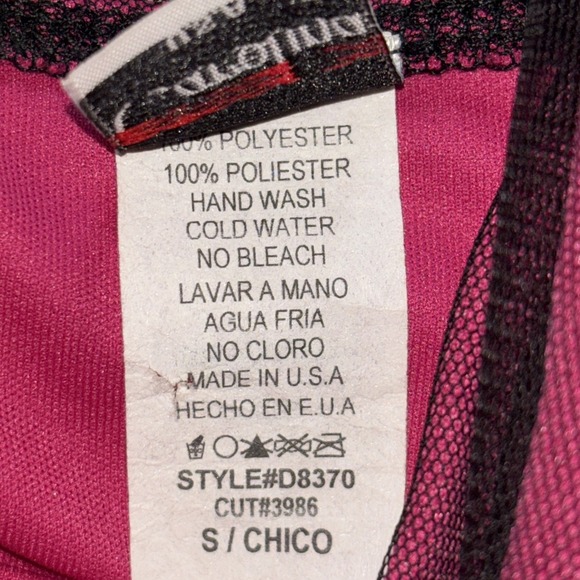 100% POLYESTER
100% POLIESTER
HAND WASH
COLD WATER
NO BLEACH
LAVAR A MANO
AGUA FRIA
NO CLORO
MADE IN U.S.A
HECHO EN E.U.A
STYLE#D8370
CUT#3986
S / CHICO